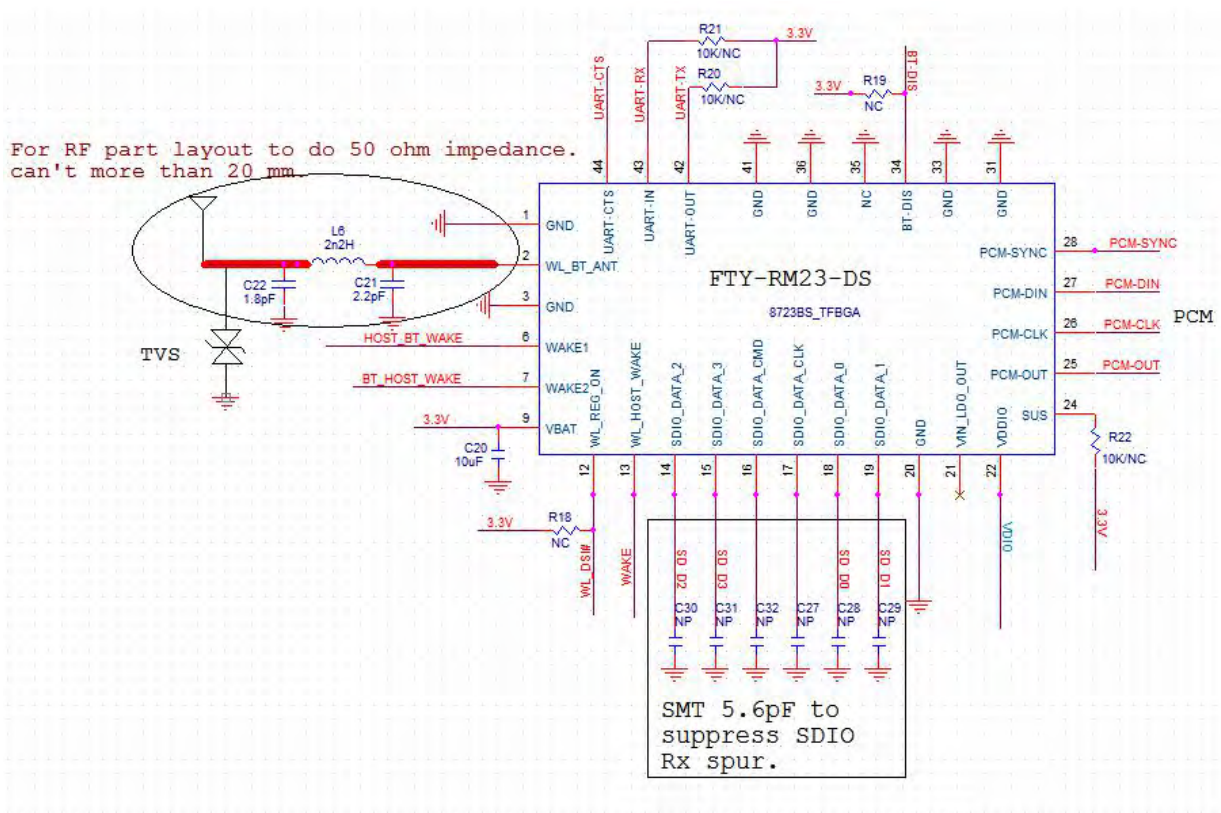 R21
10K/NC
3.3V
R20
10K/NC
UART-CTS
UART-RX
UART-TX
3.3V
R19
NC
BT-DIS
For RF part layout to do 50 ohm impedance.
can't more than 20 mm.
44
43
42
41
36
35
34
33
31
UART-CTS
UART-IN
UART-OUT
GND
GND
NC
BT-DIS
GND
GND
1
GND
L6
2n2H
2
WL_BT_ANT
C22
1.8pF
C21
2.2pF
3
GND
FTY-RM23-DS
8723BS_TFBGA
PCM-SYNC
28
PCM-SYNC
PCM-DIN
27
PCM-DIN
PCM-CLK
26
PCM-CLK
PCM
PCM-OUT
25
PCM-OUT
SUS
24
R22
10K/NC
3.3V
TVS
HOST_BT_WAKE
6
WAKE1
BT_HOST_WAKE
7
WAKE2
3.3V
9
VBAT
C20
10uF
WL_REG_ON
WL_HOST_WAKE
SDIO_DATA_2
SDIO_DATA_3
SDIO_DATA_CMD
SDIO_DATA_CLK
SDIO_DATA_0
SDIO_DATA_1
GND
VIN_LDO_OUT
VDDIO
12
13
14
15
16
17
18
19
20
21
22
3.3V
R18
NC
WL_DSI#
WAKE
SD_D2
SD_D3
SD_D0
SD_D1
VDIO
C30
NP
C31
NP
C32
NP
C27
NP
C28
NP
C29
NP
SMT 5.6pF to
suppress SDIO
Rx spur.